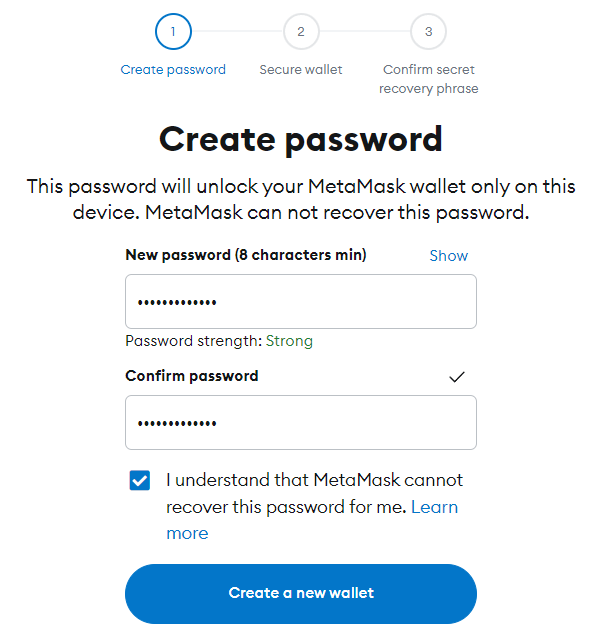 1
2
3
Create password
Secure wallet
Confirm secret
recovery phrase
Create password
This password will unlock your MetaMask wallet only on this
device. MetaMask can not recover this password.
New password (8 characters min)
Show
•••••••••••••
Password strength: Strong
Confirm password
•••••••••••••
I understand that MetaMask cannot
recover this password for me. Learn
more
Create a new wallet